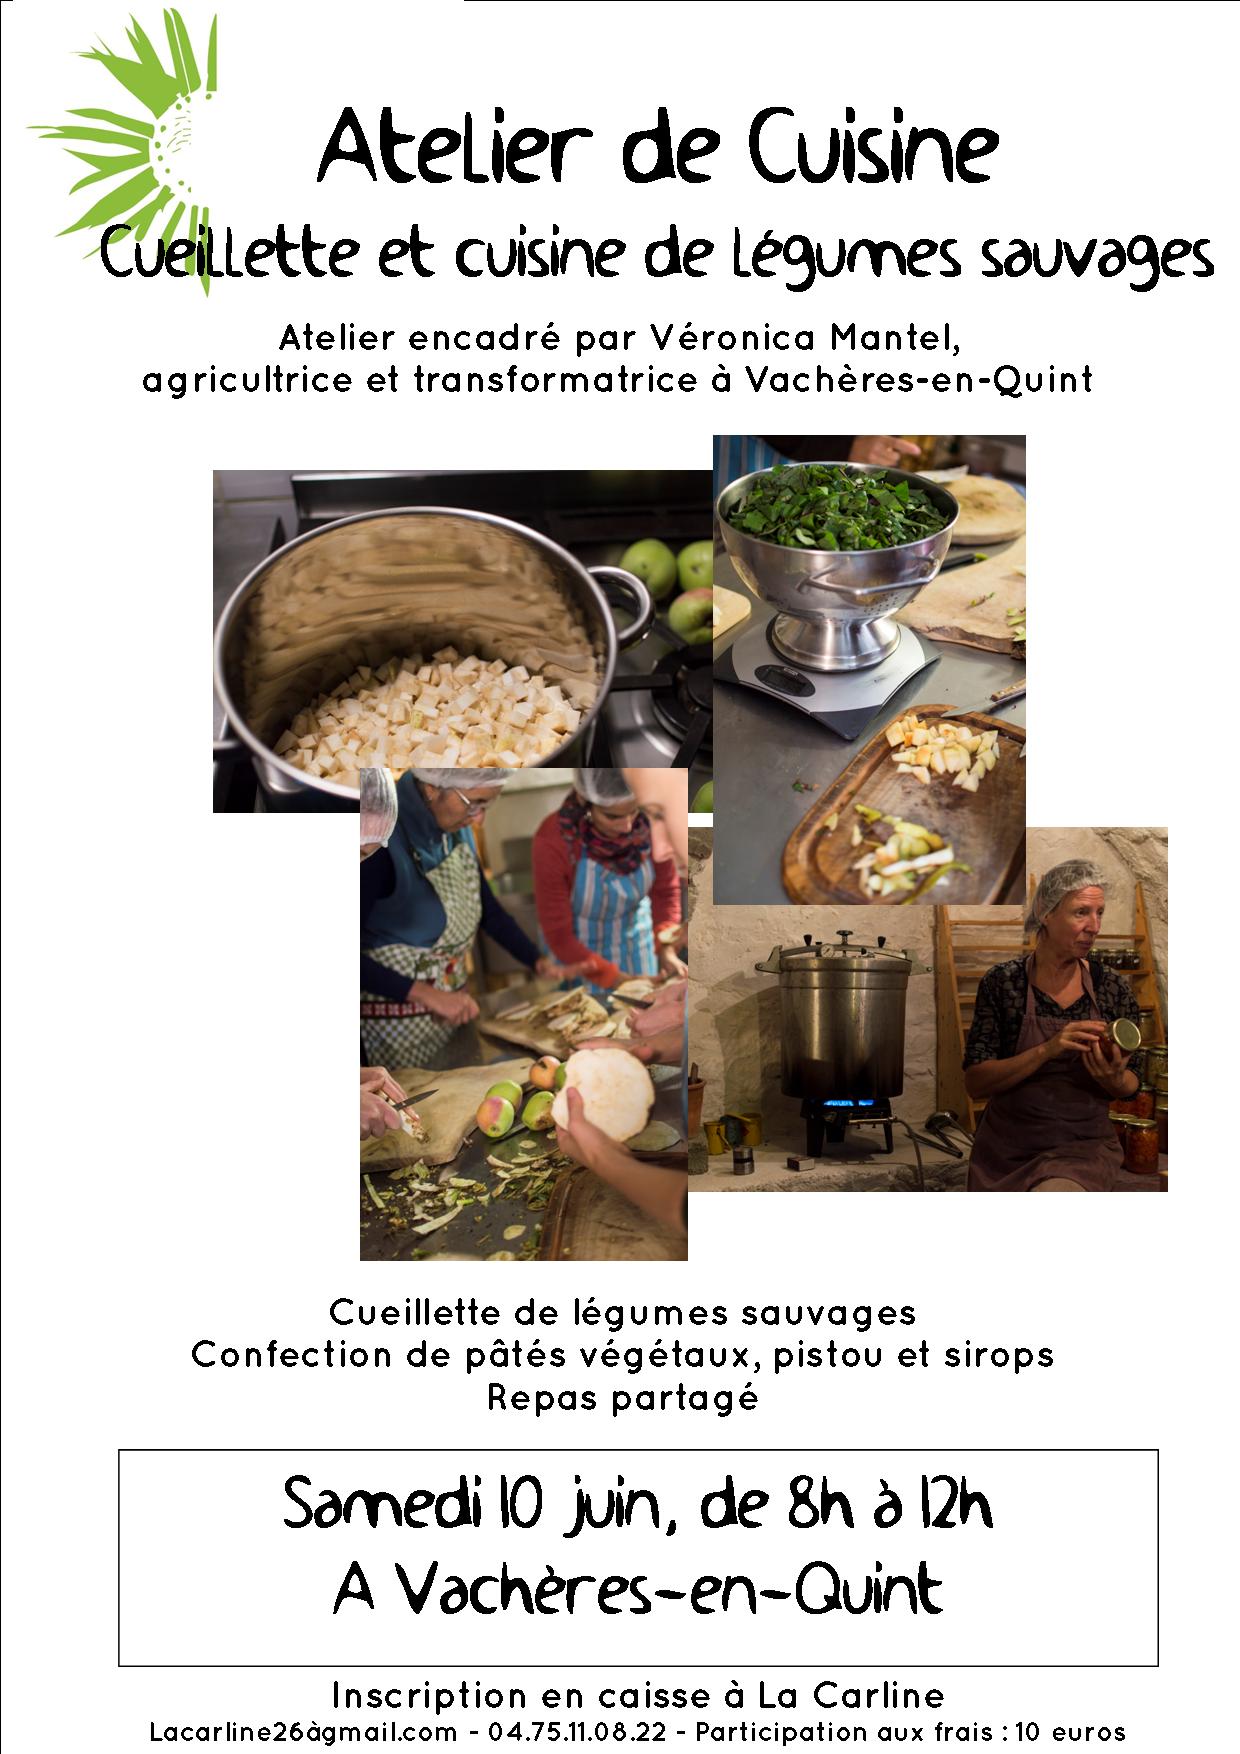 Atelier de Cuisine
Cueillette et cuisine de légumes sauvages
Atelier encadré par Véronica Mantel,
agricultrice et transformatrice à Vachères-en-Quint
Cueillette de légumes sauvages
Confection de pâtés végétaux, pistou et sirops
Repas partagé
Samedi 10 juin, de 8h à 12h
A Vachères-en-Quint
Inscription en caisse à La Carline
Lacarline26àgmail.com - 04.75.11.08.22 - Participation aux frais : 10 euros